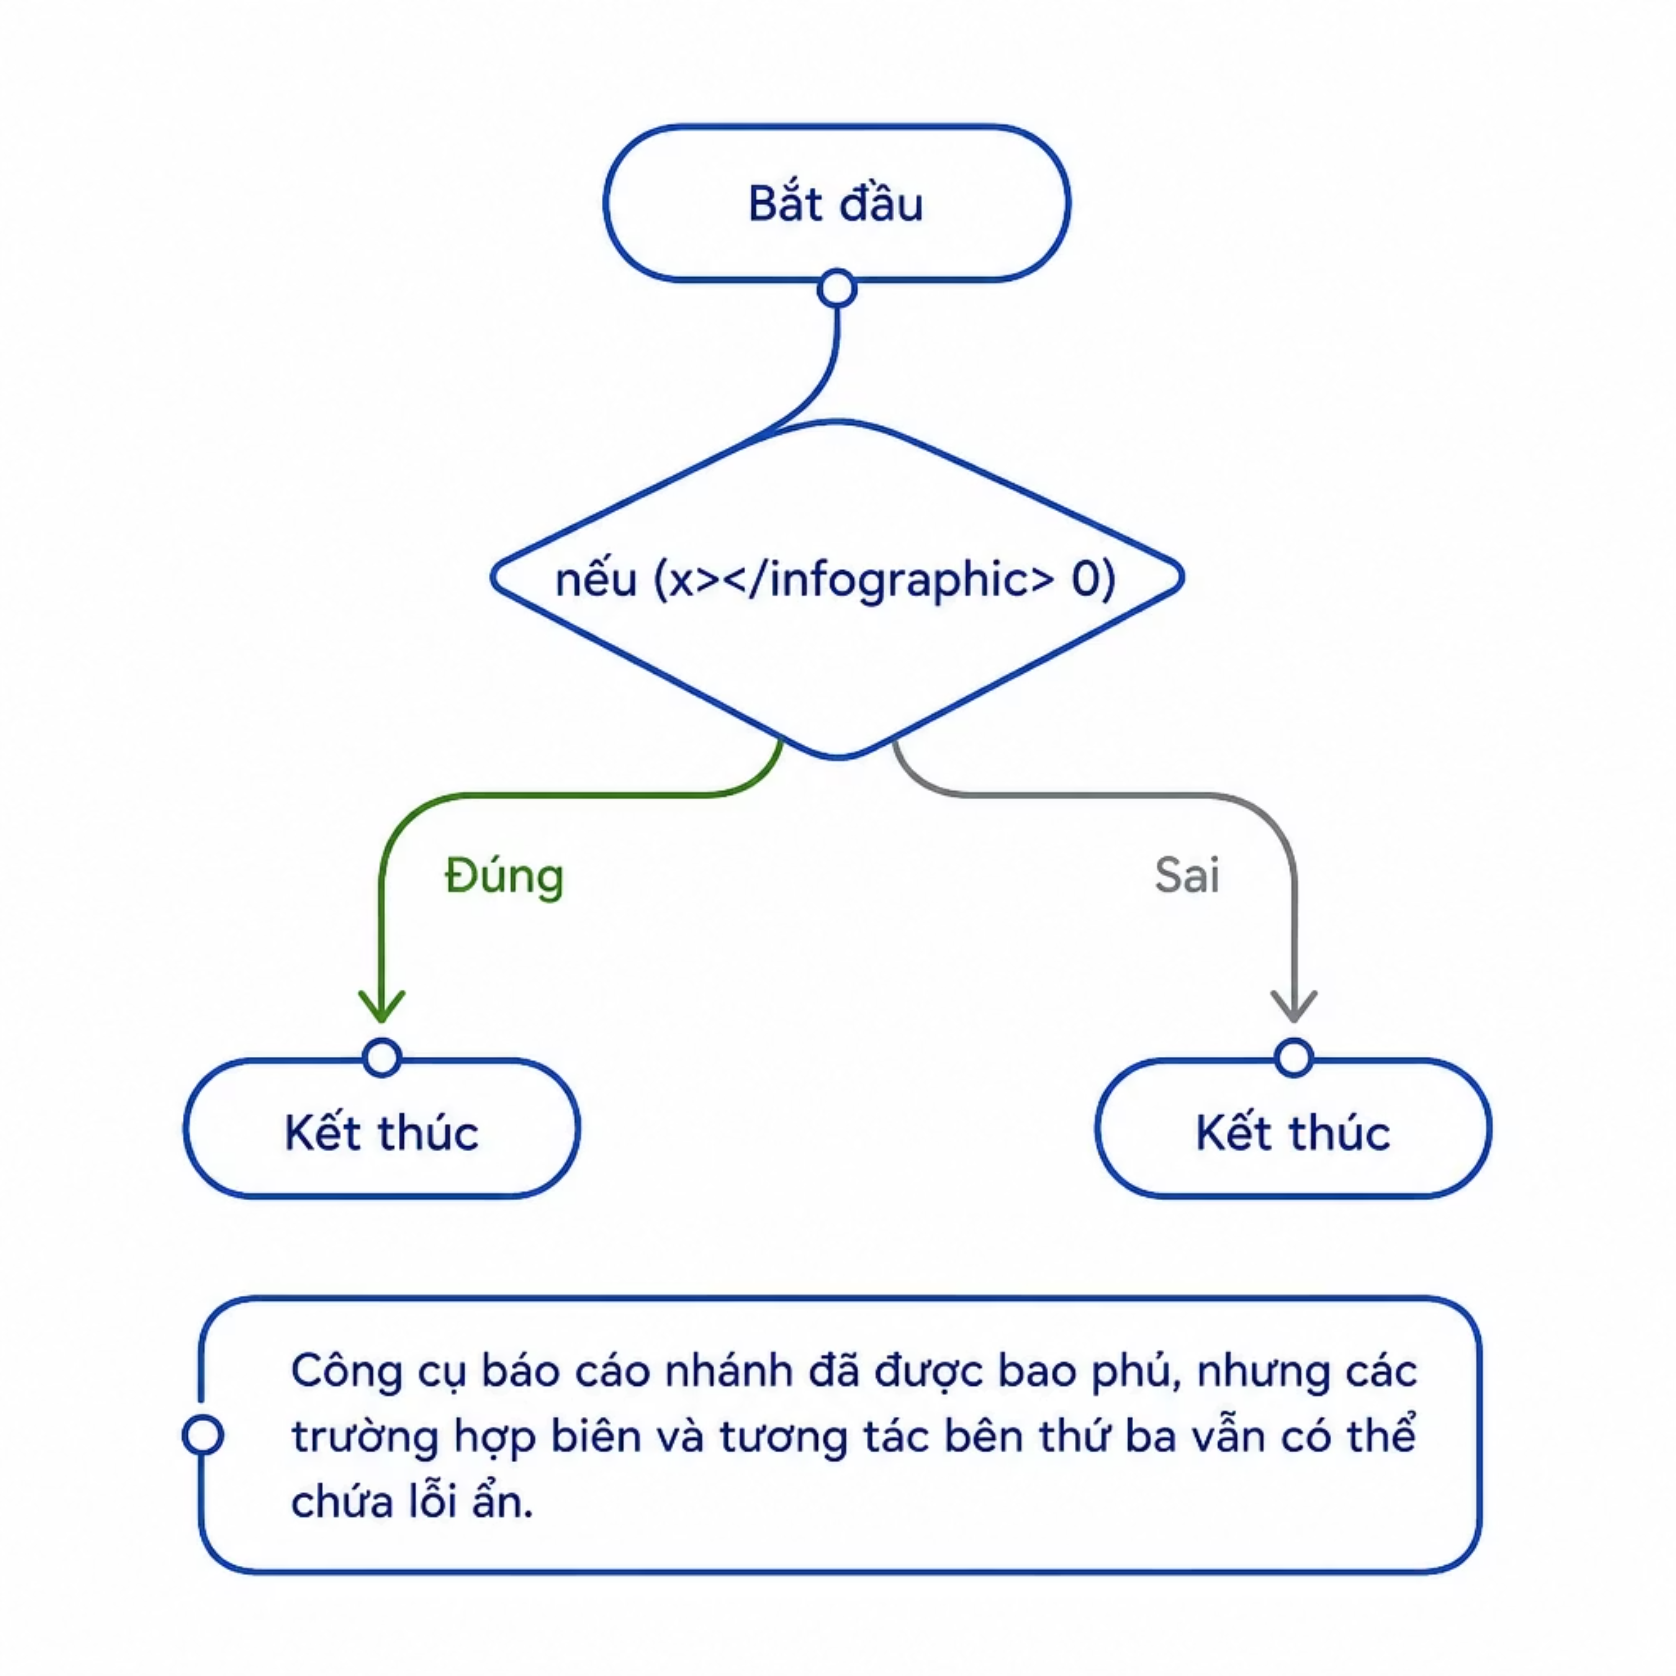 Bắt đầu
nếu (x></infographic> 0)
Đúng
Sai
Kết thúc
Kết thúc
Công cụ báo cáo nhánh đã được bao phủ, nhưng các
trường hợp biên và tương tác bên thứ ba vẫn có thể
chứa lỗi ẩn.